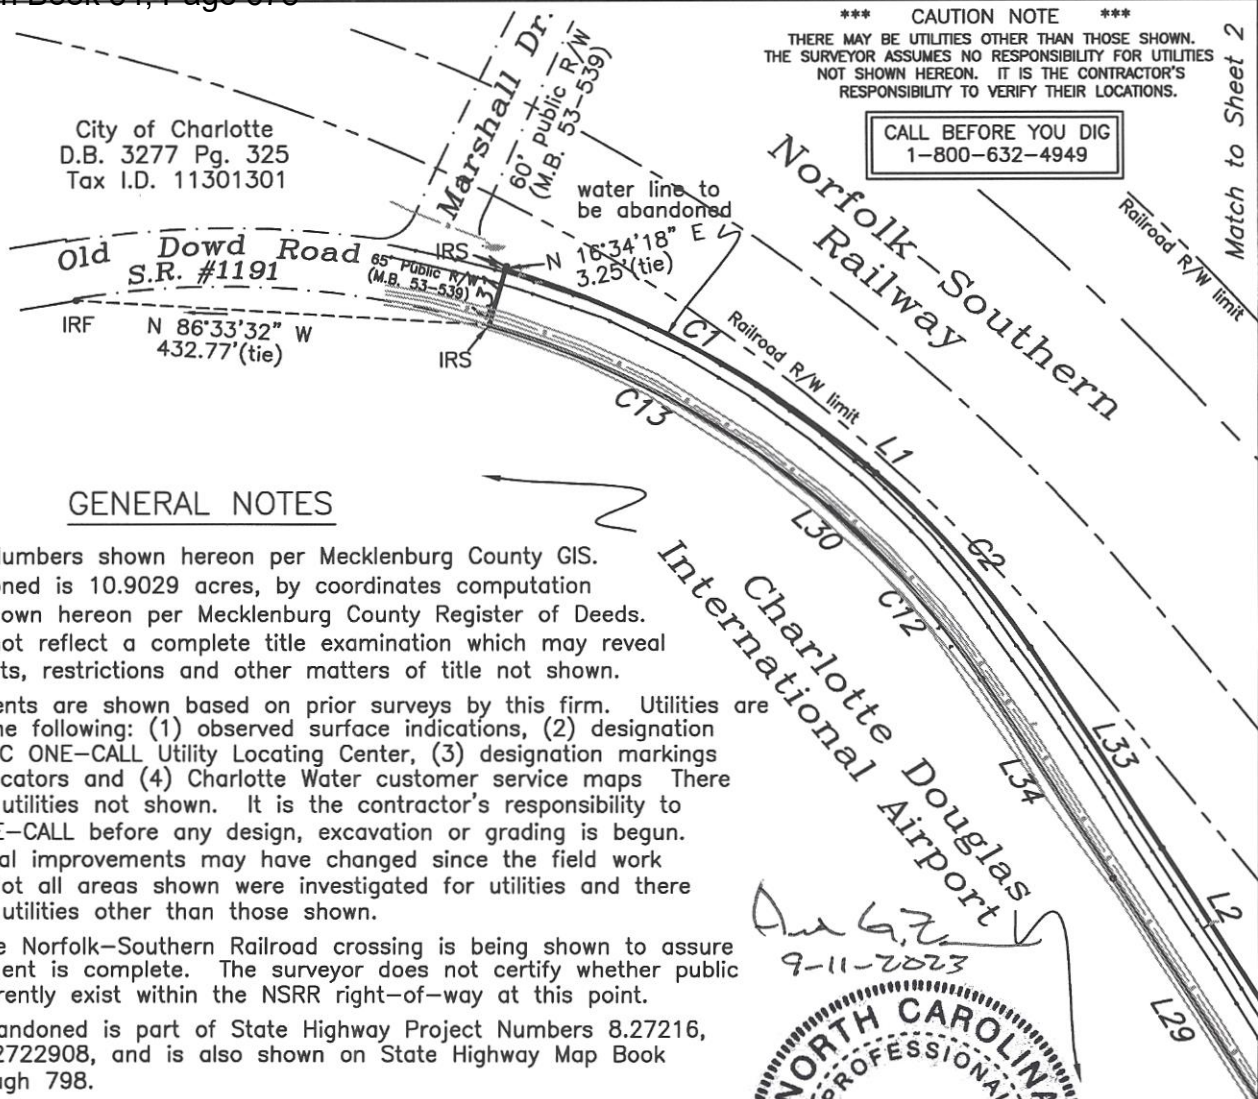 *** CAUTION NOTE ***
THERE MAY BE UTILITIES OTHER THAN THOSE SHOWN.
THE SURVEYOR ASSUMES NO RESPONSIBILITY FOR UTILITIES
NOT SHOWN HEREON. IT IS THE CONTRACTOR'S
RESPONSIBILITY TO VERIFY THEIR LOCATIONS.
CALL BEFORE YOU DIG
1-800-632-4949
Match to Sheet 2
City of Charlotte
D.B. 3277 Pg. 325
Tax I.D. 11301301
Marshall Dr.
60' public R/W
(M.B. 53-539)
water line to
be abandoned
Norfolk-Southern
Railway
Railroad R/W limit
Old Dowd Road
S.R. #1191
65' Public R/W
(M.B. 53-539)
IRS
N 16°34'18" E
3.25'(tie)
IRF
N 86°33'32" W
432.77'(tie)
IRS
C1
Railroad R/W limit
C13
L1
L30
C2
C12
L33
L34
L2
L29
Charlotte Douglas
International Airport
GENERAL NOTES
umbers shown hereon per Mecklenburg County GIS.
ned is 10.9029 acres, by coordinates computation
own hereon per Mecklenburg County Register of Deeds.
ot reflect a complete title examination which may reveal
ts, restrictions and other matters of title not shown.
ents are shown based on prior surveys by this firm. Utilities are
e following: (1) observed surface indications, (2) designation
C ONE-CALL Utility Locating Center, (3) designation markings
cators and (4) Charlotte Water customer service maps There
utilities not shown. It is the contractor's responsibility to
E-CALL before any design, excavation or grading is begun.
al improvements may have changed since the field work
ot all areas shown were investigated for utilities and there
utilities other than those shown.
e Norfolk-Southern Railroad crossing is being shown to assure
ent is complete. The surveyor does not certify whether public
rently exist within the NSRR right-of-way at this point.
andoned is part of State Highway Project Numbers 8.27216,
2722908, and is also shown on State Highway Map Book
ugh 798.
9-11-2023
NORTH CAROLINA
PROFESSIONA